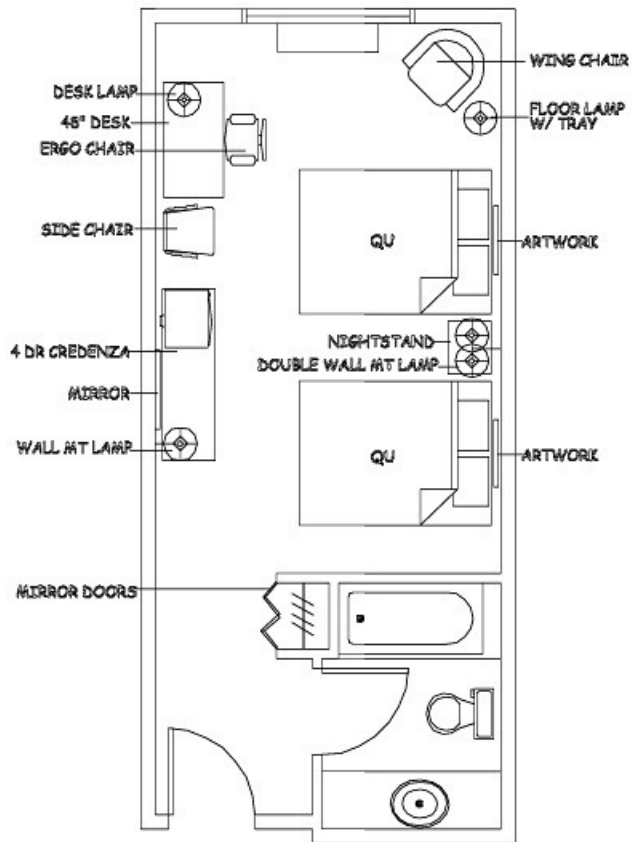 WING CHAIR
DESK LAMP
FLOOR LAMP
W/ TRAY
48" DESK
ERGO CHAIR
SIDE CHAIR
QU
ARTWORK
NIGHTSTAND
4 DR CREDENZA
DOUBLE WALL MT LAMP
MIRROR
WALL MT LAMP
QU
ARTWORK
MIRROR DOORS